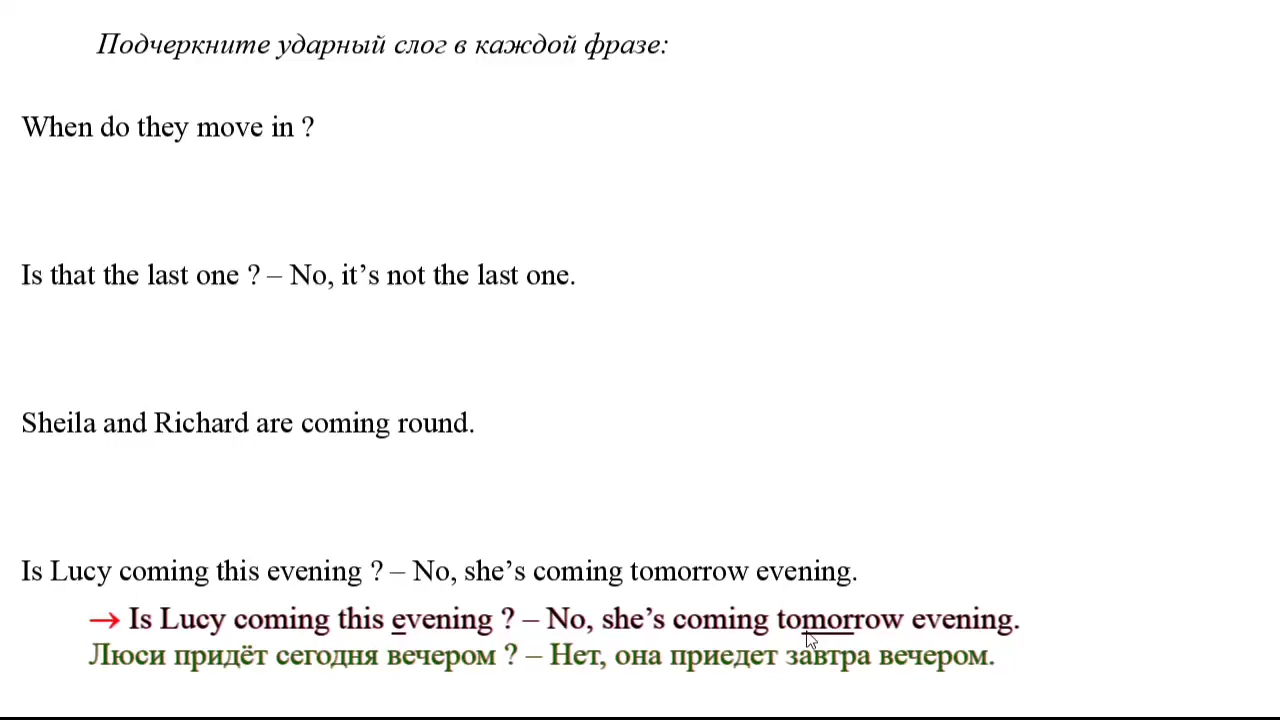 Подчеркните ударный слог в каждой фразе:
When do they move in ?
Is that the last one ? – No, it’s not the last one.
Sheila and Richard are coming round.
Is Lucy coming this evening ? – No, she’s coming tomorrow evening.
→ Is Lucy coming this evening ? – No, she’s coming tomorrow evening.
Люси придёт сегодня вечером ? – Нет, она приедет завтра вечером.